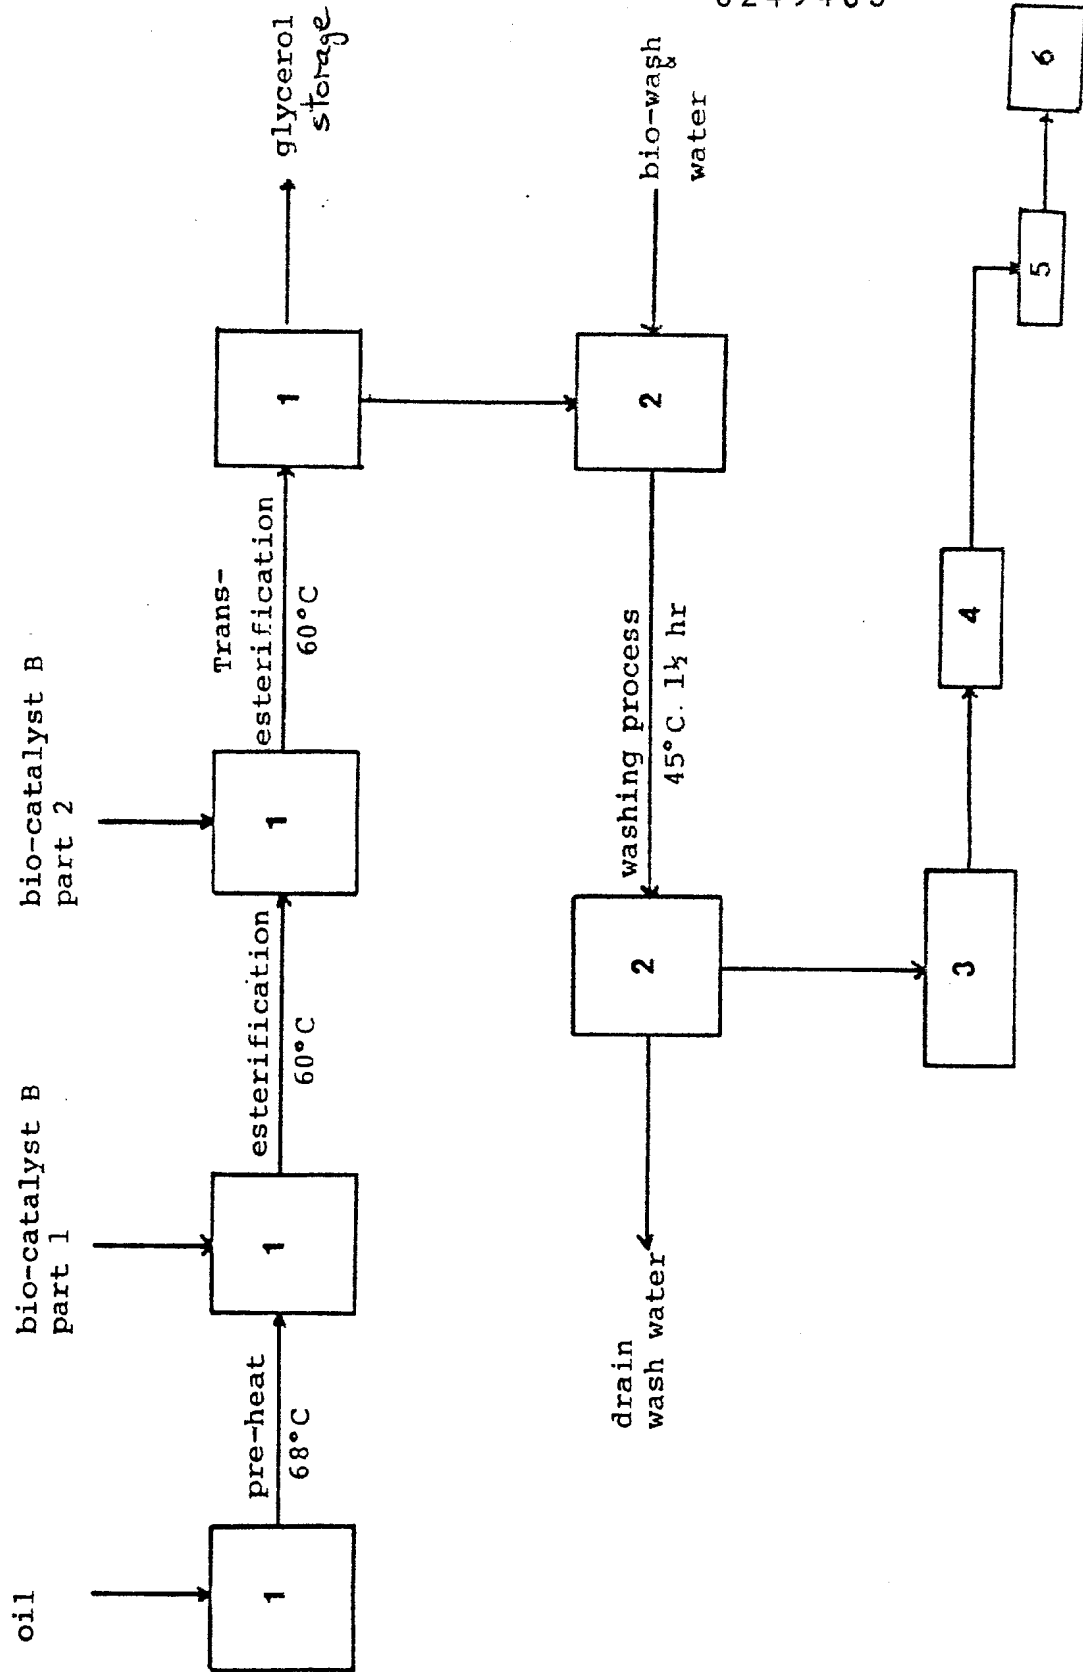 oil
1
pre-heat
68°C
bio-catalyst B
part 1
1
esterification
60°C
bio-catalyst B
part 2
1
Trans-
esterification
60°C
1
glycerol
storage
bio-wash
&
water
2
washing process
45°C. 1½ hr
2
drain
wash water
3
4
5
6